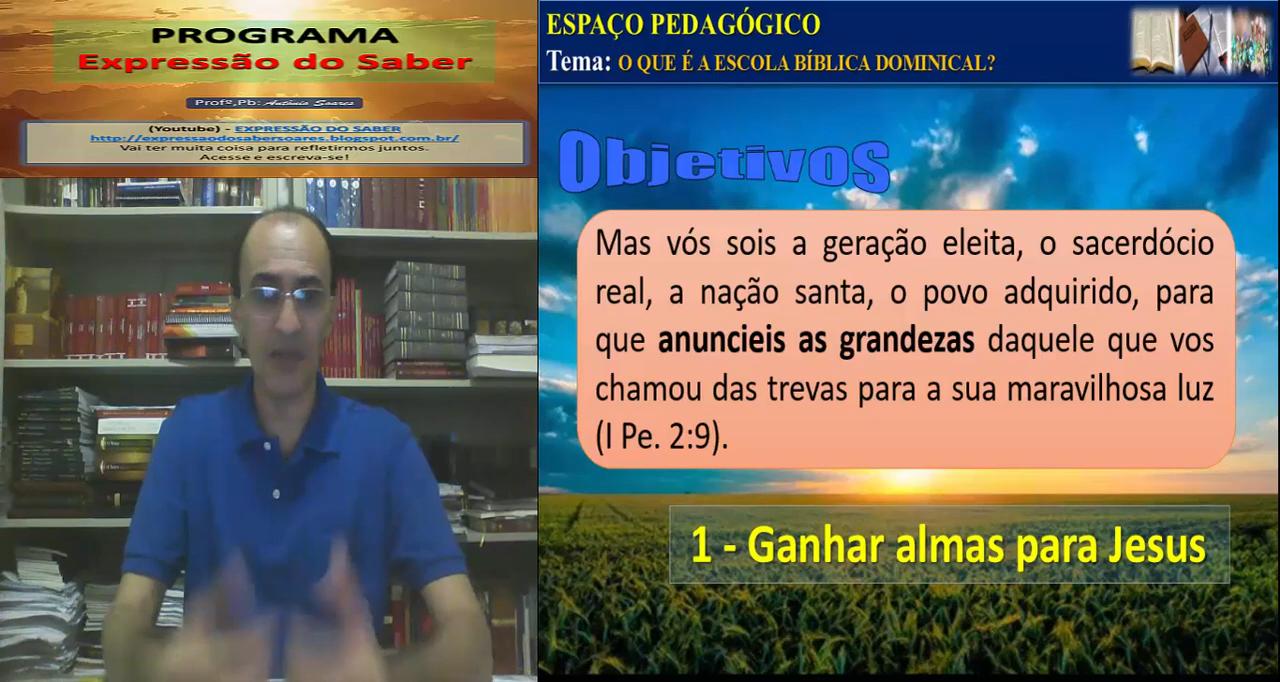 PROGRAMA
Expressão do Saber
Profº,Pb: Antônio Soares
(Youtube) - EXPRESSÃO DO SABER
http://expressaodosabersoares.blogspot.com.br/
Vai ter muita coisa para refletirmos juntos.
Acesse e escreva-se!
ESPAÇO PEDAGÓGICO
Tema: O QUE É A ESCOLA BÍBLICA DOMINICAL?
Objetivos
Mas vós sois a geração eleita, o sacerdócio
real, a nação santa, o povo adquirido, para
que anuncieis as grandezas daquele que vos
chamou das trevas para a sua maravilhosa luz
(I Pe. 2:9).
1 - Ganhar almas para Jesus